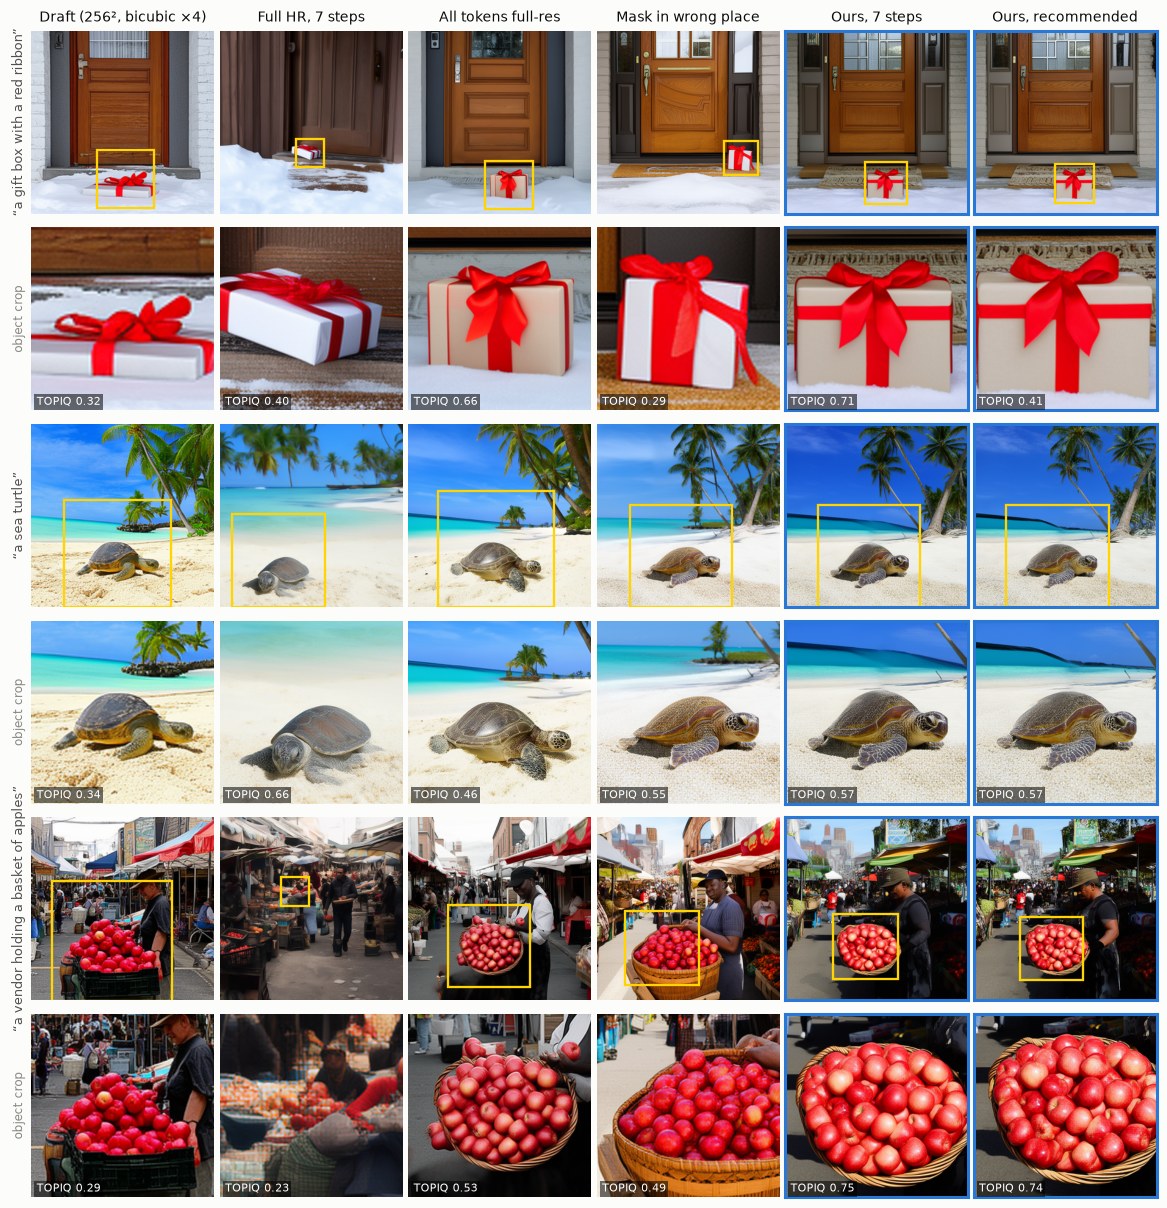 Draft (256², bicubic ×4) Full HR, 7 steps All tokens full-res Mask in wrong place Ours, 7 steps Ours, recommended
“a gift box with a red ribbon”
object crop
TOPIQ 0.32 TOPIQ 0.40 TOPIQ 0.66 TOPIQ 0.29 TOPIQ 0.71 TOPIQ 0.41
“a sea turtle”
object crop
TOPIQ 0.34 TOPIQ 0.66 TOPIQ 0.46 TOPIQ 0.55 TOPIQ 0.57 TOPIQ 0.57
“a vendor holding a basket of apples”
object crop
TOPIQ 0.29 TOPIQ 0.23 TOPIQ 0.53 TOPIQ 0.49 TOPIQ 0.75 TOPIQ 0.74